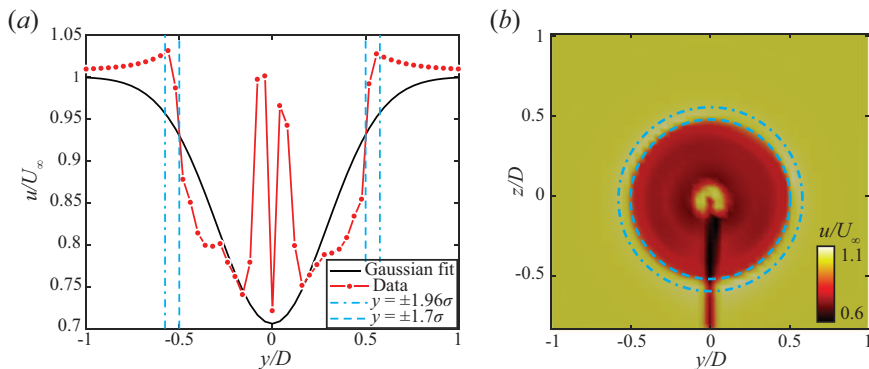 (a)
1.05
1
0.95
0.9
0.85
0.8
0.75
0.7
u/U∞
Gaussian fit
Data
y = ±1.96σ
y = ±1.7σ
-1
-0.5
0
0.5
1
y/D
(b)
1
0.5
0
-0.5
z/D
u/U∞
1.1
0.6
-1
-0.5
0
0.5
1
y/D